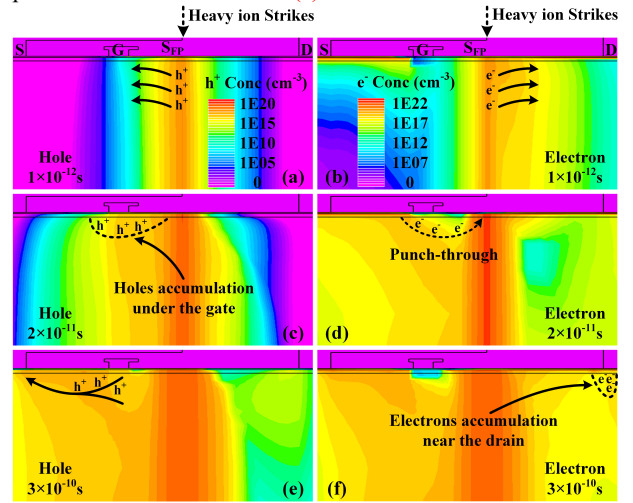 Heavy ion Strikes
Heavy ion Strikes
S G S_FP D
S G S_FP D
h⁺ h⁺ Conc (cm⁻³)
h⁺
h⁺
1E20
1E15
1E10
1E05
0
Hole
1×10⁻¹²s
(a)
e⁻ Conc (cm⁻³) e⁻
e⁻
e⁻
1E22
1E17
1E12
1E07
0
(b)
Electron
1×10⁻¹²s
h⁺ h⁺ h⁺
Holes accumulation
under the gate
Hole
2×10⁻¹¹s
(c)
e⁻ e⁻ e⁻
Punch-through
(d)
Electron
2×10⁻¹¹s
h⁺ h⁺ h⁺
Hole
3×10⁻¹⁰s
(e)
e⁻ e⁻ e⁻
Electrons accumulation
near the drain
(f)
Electron
3×10⁻¹⁰s